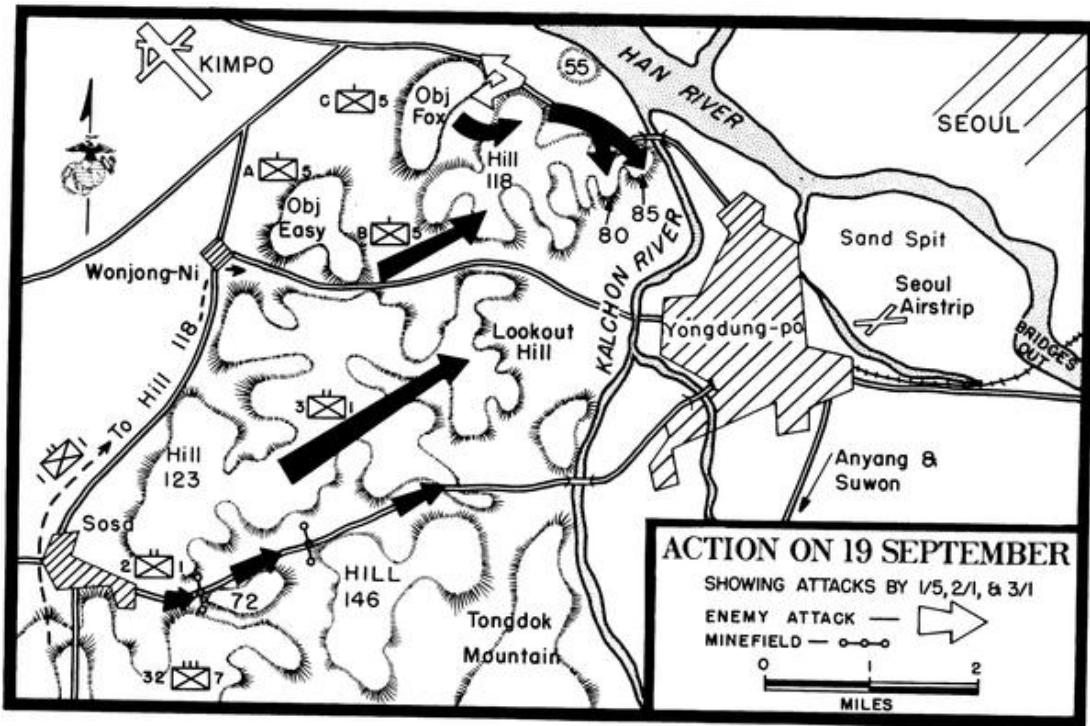 KIMPO
55
HAN RIVER
SEOUL
C 5
Obj
Fox
Hill
118
A 5
Obj
Easy
B 5
80
85
Wonjong-Ni
KALCHON RIVER
Sand Spit
Seoul
Airstrip
Yongdung-po
BRIDGES
OUT
Lookout
Hill
To Hill 118
3 1
1 1
Hill
123
Anyang &
Suwon
Sosa
2 1
72
HILL
146
Tongdok
Mountain
32 7
ACTION ON 19 SEPTEMBER
SHOWING ATTACKS BY 1/5, 2/1, & 3/1
ENEMY ATTACK —
MINEFIELD —
0 1 2
MILES